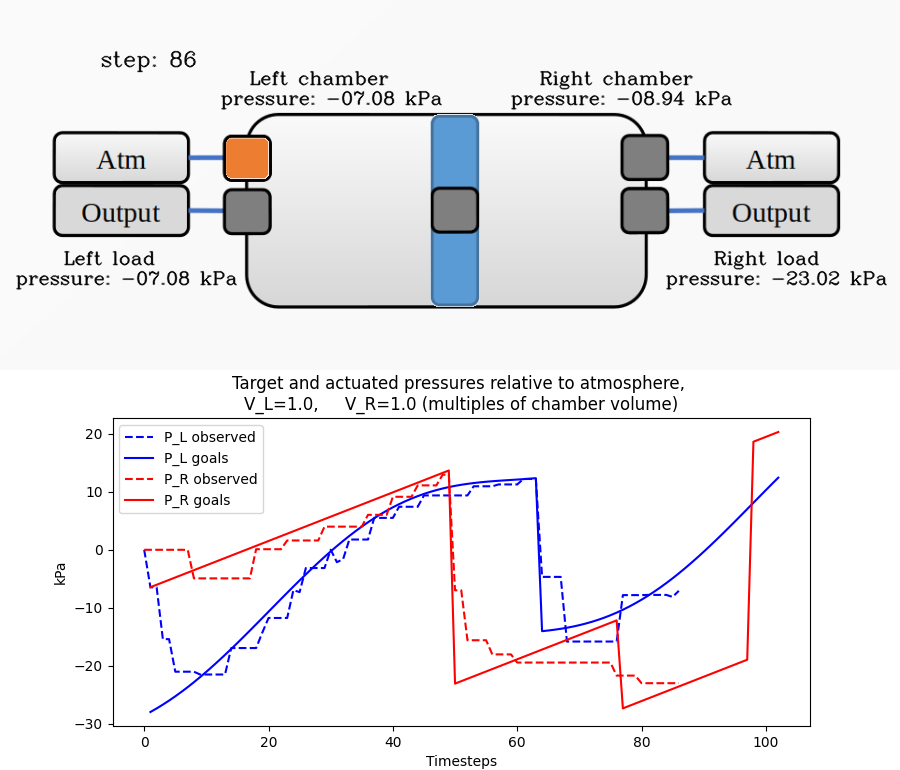 step: 86
Left chamber
pressure: −07.08 kPa
Right chamber
pressure: −08.94 kPa
Atm
Atm
Output
Output
Left load
pressure: −07.08 kPa
Right load
pressure: −23.02 kPa
Target and actuated pressures relative to atmosphere,
V_L=1.0, V_R=1.0 (multiples of chamber volume)
P_L observed
P_L goals
P_R observed
P_R goals
kPa
20
10
0
−10
−20
−30
0
20
40
60
80
100
Timesteps